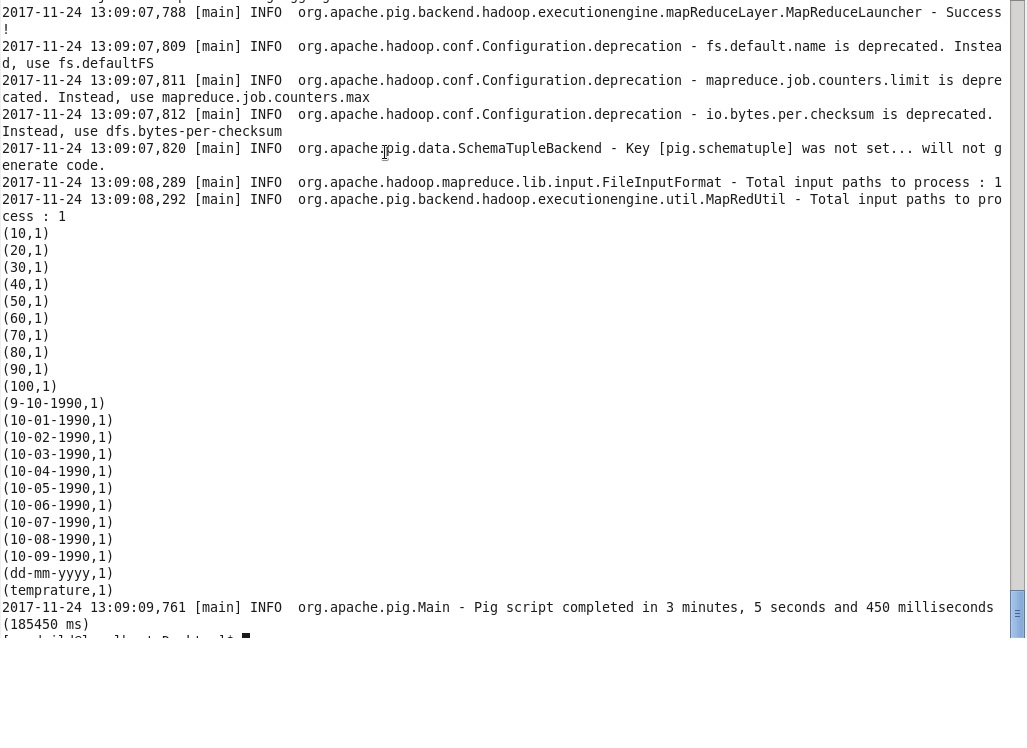 2017-11-24 13:09:07,788 [main] INFO  org.apache.pig.backend.hadoop.executionengine.mapReduceLayer.MapReduceLauncher - Success
!
2017-11-24 13:09:07,809 [main] INFO  org.apache.hadoop.conf.Configuration.deprecation - fs.default.name is deprecated. Instea
d, use fs.defaultFS
2017-11-24 13:09:07,811 [main] INFO  org.apache.hadoop.conf.Configuration.deprecation - mapreduce.job.counters.limit is depre
cated. Instead, use mapreduce.job.counters.max
2017-11-24 13:09:07,812 [main] INFO  org.apache.hadoop.conf.Configuration.deprecation - io.bytes.per.checksum is deprecated.
Instead, use dfs.bytes-per-checksum
2017-11-24 13:09:07,820 [main] INFO  org.apache.pig.data.SchemaTupleBackend - Key [pig.schematuple] was not set... will not g
enerate code.
2017-11-24 13:09:08,289 [main] INFO  org.apache.hadoop.mapreduce.lib.input.FileInputFormat - Total input paths to process : 1
2017-11-24 13:09:08,292 [main] INFO  org.apache.pig.backend.hadoop.executionengine.util.MapRedUtil - Total input paths to pro
cess : 1
(10,1)
(20,1)
(30,1)
(40,1)
(50,1)
(60,1)
(70,1)
(80,1)
(90,1)
(100,1)
(9-10-1990,1)
(10-01-1990,1)
(10-02-1990,1)
(10-03-1990,1)
(10-04-1990,1)
(10-05-1990,1)
(10-06-1990,1)
(10-07-1990,1)
(10-08-1990,1)
(10-09-1990,1)
(dd-mm-yyyy,1)
(temprature,1)
2017-11-24 13:09:09,761 [main] INFO  org.apache.pig.Main - Pig script completed in 3 minutes, 5 seconds and 450 milliseconds
(185450 ms)